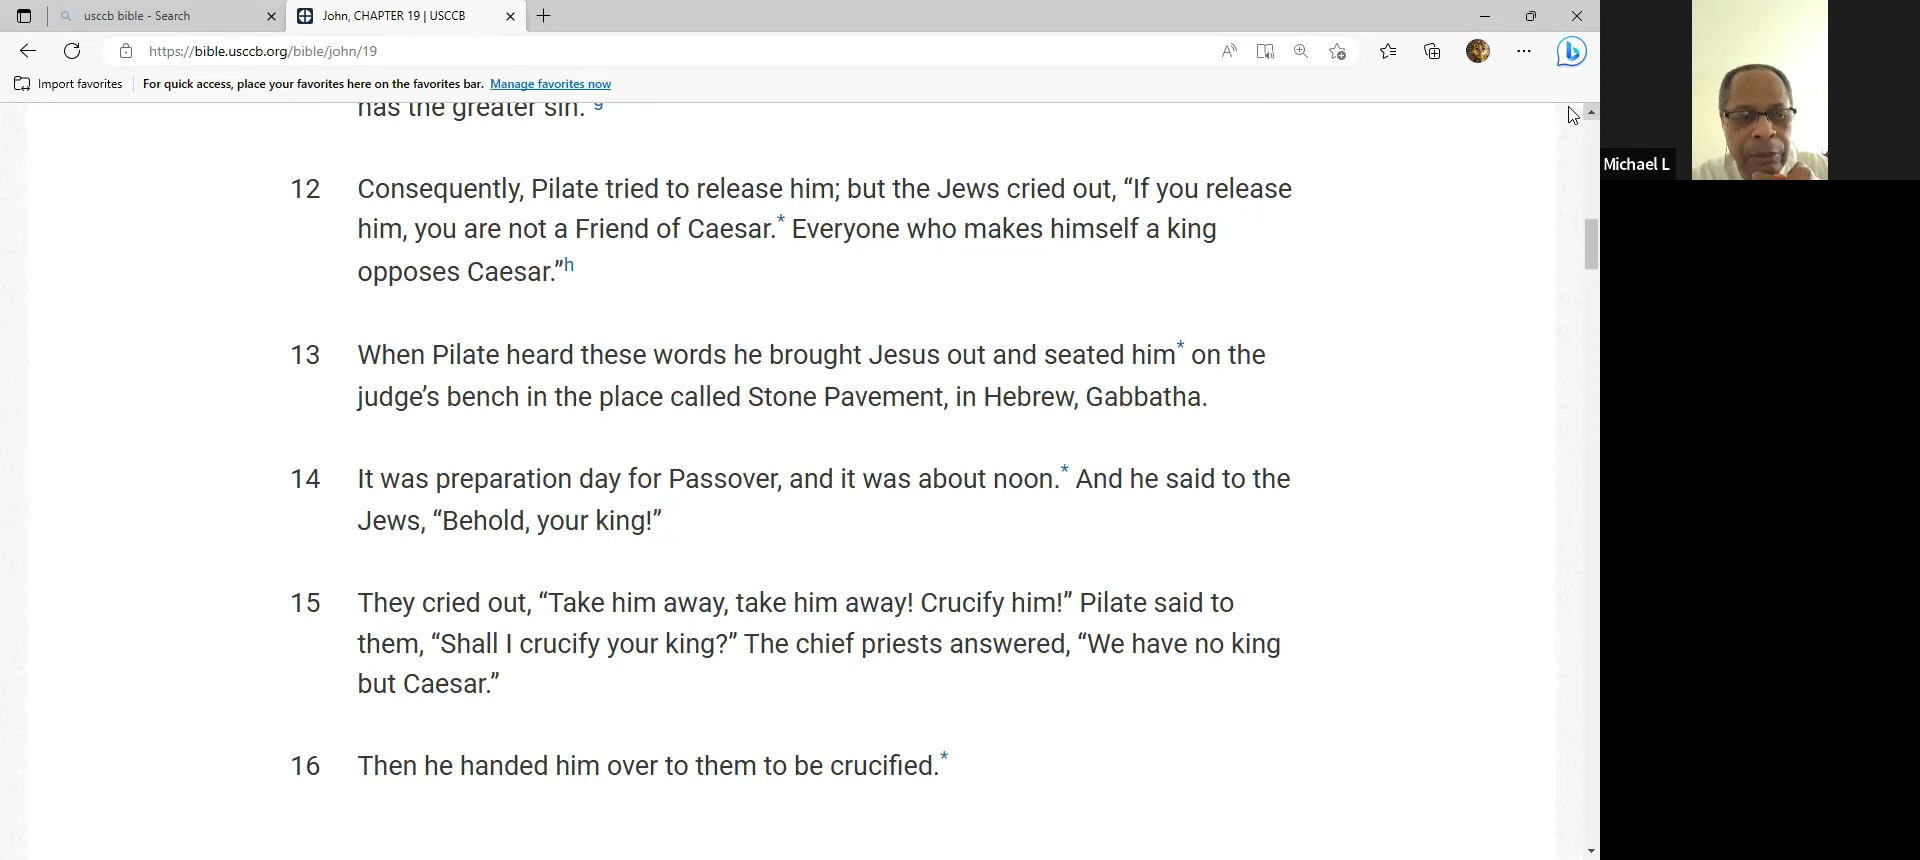 usccb bible - Search
John, CHAPTER 19 | USCCB
https://bible.usccb.org/bible/john/19
Import favorites
For quick access, place your favorites here on the favorites bar. Manage favorites now
has the greater sin. g
12 Consequently, Pilate tried to release him; but the Jews cried out, “If you release
him, you are not a Friend of Caesar.* Everyone who makes himself a king
opposes Caesar.”h
13 When Pilate heard these words he brought Jesus out and seated him* on the
judge’s bench in the place called Stone Pavement, in Hebrew, Gabbatha.
14 It was preparation day for Passover, and it was about noon.* And he said to the
Jews, “Behold, your king!”
15 They cried out, “Take him away, take him away! Crucify him!” Pilate said to
them, “Shall I crucify your king?” The chief priests answered, “We have no king
but Caesar.”
16 Then he handed him over to them to be crucified.*
Michael L